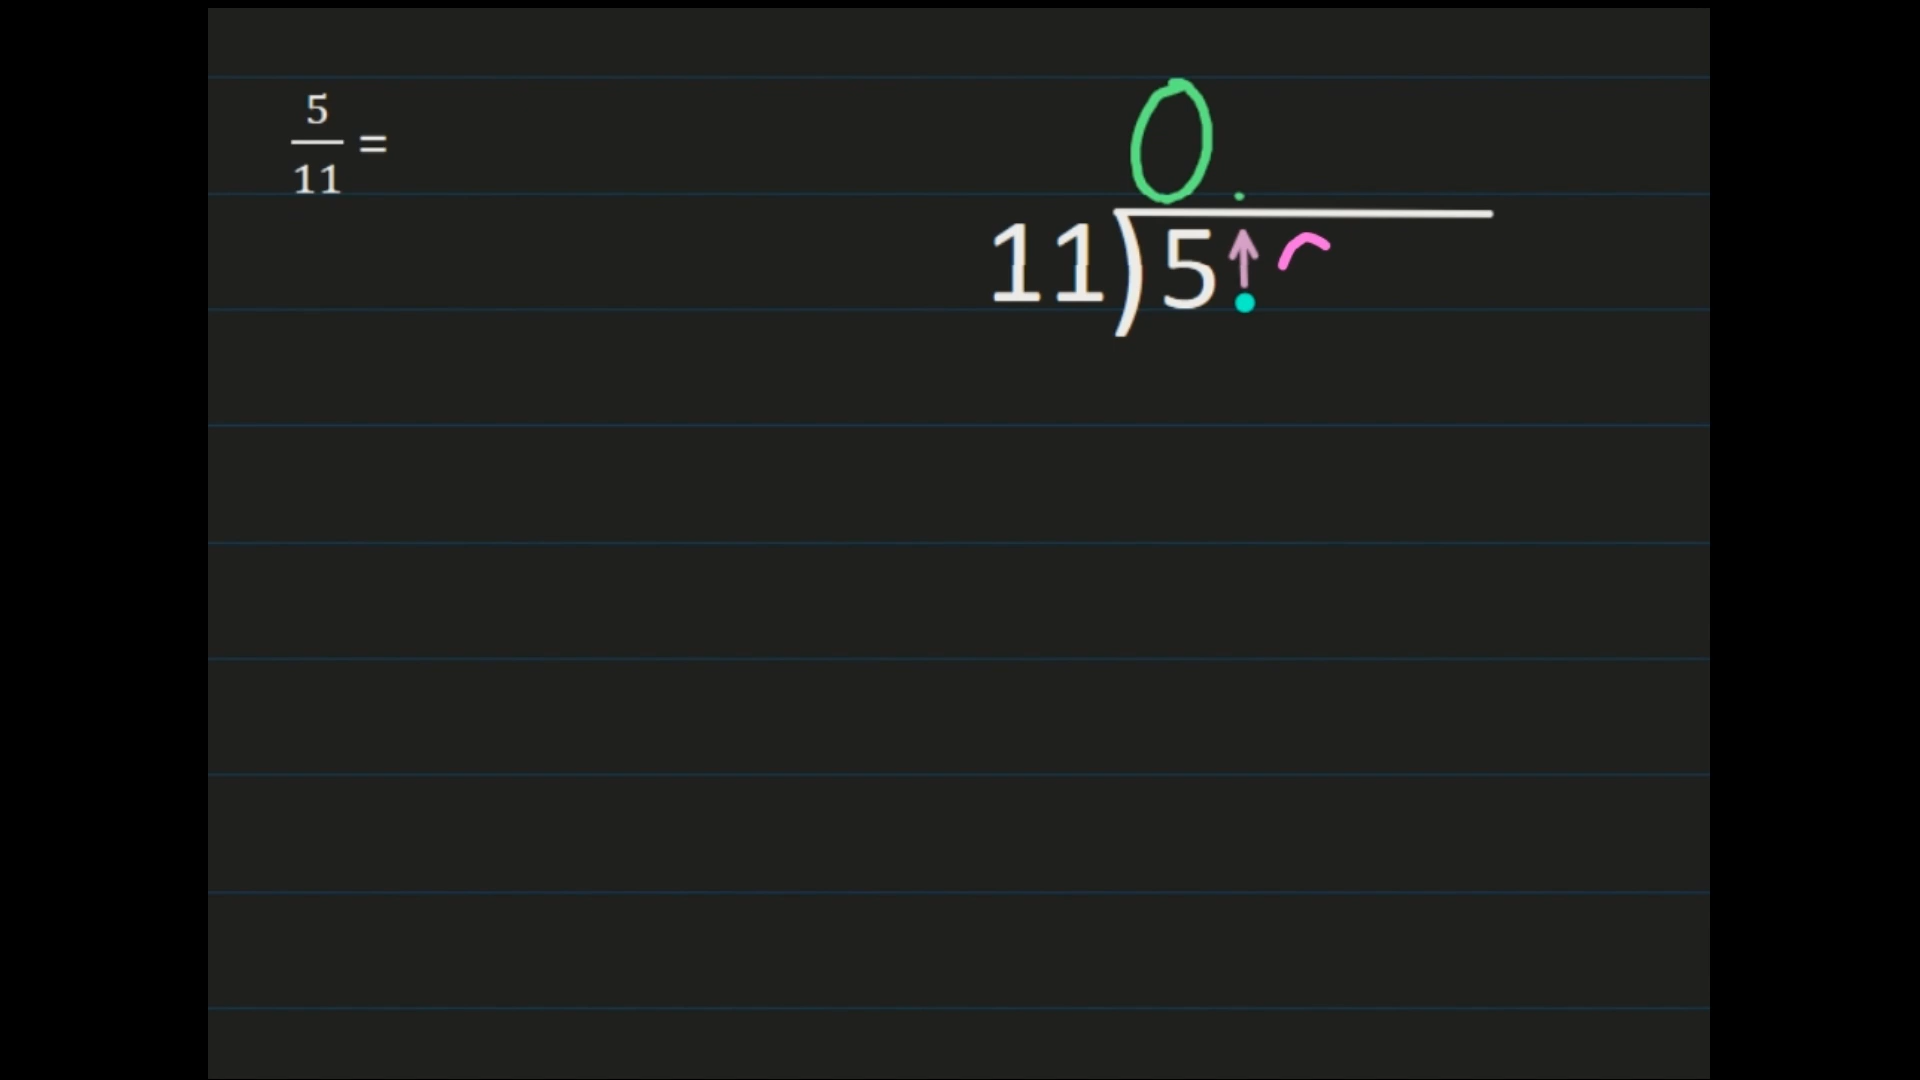 5/11 =
0.
11)5.